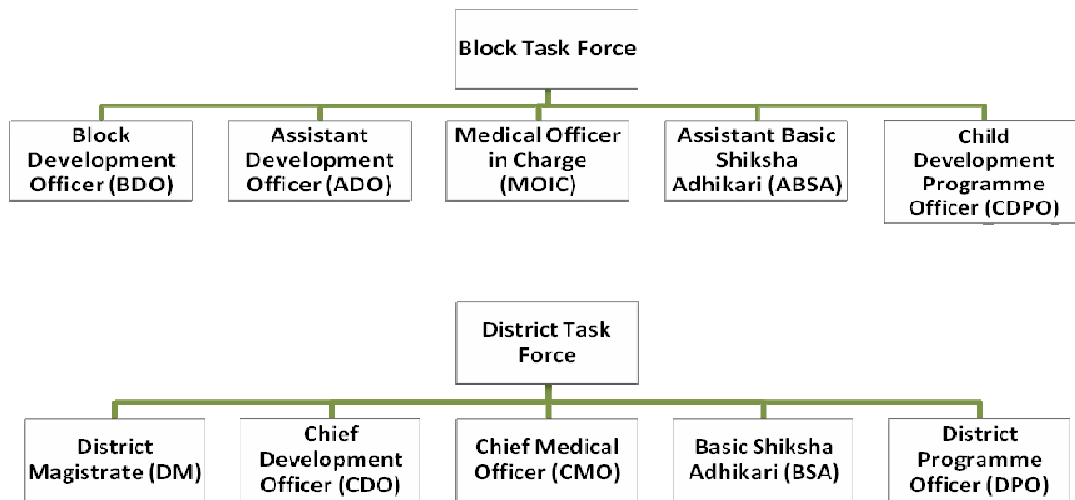 Block Task Force
Block
Development
Officer (BDO)
Assistant
Development
Officer (ADO)
Medical Officer
in Charge
(MOIC)
Assistant Basic
Shiksha
Adhikari (ABSA)
Child
Development
Programme
Officer (CDPO)
District Task
Force
District
Magistrate (DM)
Chief
Development
Officer (CDO)
Chief Medical
Officer (CMO)
Basic Shiksha
Adhikari (BSA)
District
Programme
Officer (DPO)